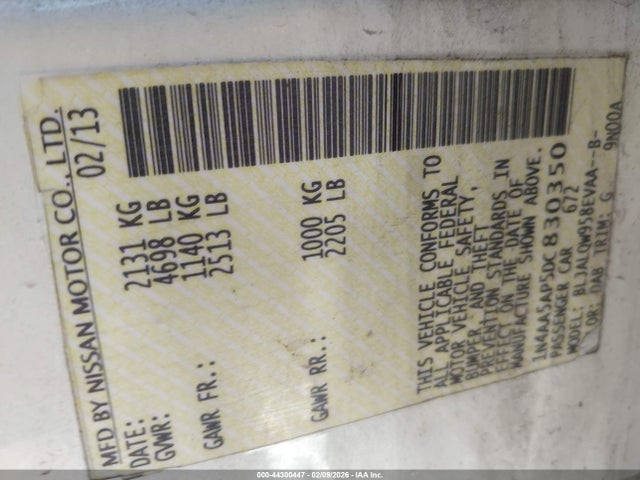 MFD BY NISSAN MOTOR CO., LTD.
DATE: 02/13
GVWR: 2131 KG
4698 LB
GAWR FR.: 1140 KG
2513 LB
GAWR RR.: 1000 KG
2205 LB
THIS VEHICLE CONFORMS TO
ALL APPLICABLE FEDERAL
MOTOR VEHICLE SAFETY,
BUMPER, AND THEFT
PREVENTION STANDARDS IN
EFFECT ON THE DATE OF
MANUFACTURE SHOWN ABOVE.
1N4AA5AP5DC830350
PASSENGER CAR 672
MODEL: BLJALQW958EVAA--B-
OR: QAB TRIM: G 9N00A
000-44300447 - 02/09/2026 - IAA Inc.